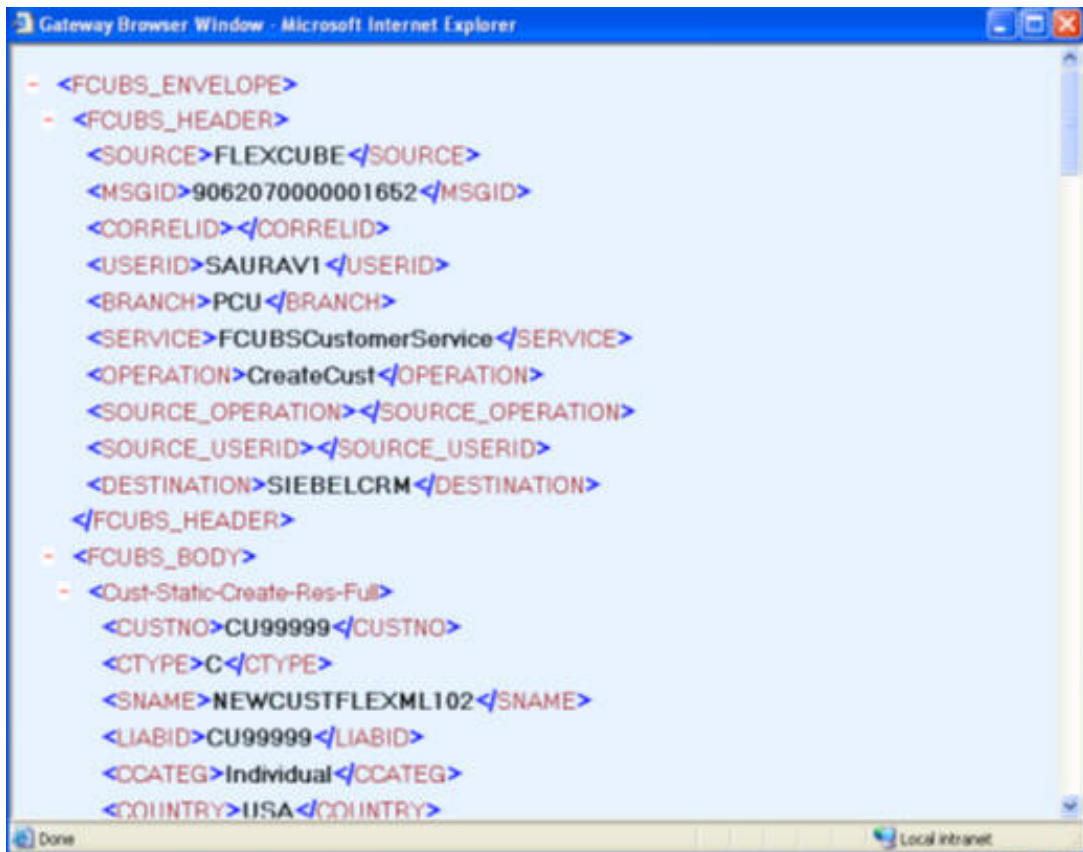 Gateway Browser Window - Microsoft Internet Explorer
- <FCUBS_ENVELOPE>
- <FCUBS_HEADER>
<SOURCE>FLEXCUBE</SOURCE>
<MSGID>9062070000001652</MSGID>
<CORRELID></CORRELID>
<USERID>SAURAV1</USERID>
<BRANCH>PCU</BRANCH>
<SERVICE>FCUBSCustomerService</SERVICE>
<OPERATION>CreateCust</OPERATION>
<SOURCE_OPERATION></SOURCE_OPERATION>
<SOURCE_USERID></SOURCE_USERID>
<DESTINATION>SIEBELCRM</DESTINATION>
</FCUBS_HEADER>
- <FCUBS_BODY>
- <Cust-Static-Create-Res-Full>
<CUSTNO>CU99999</CUSTNO>
<CTYPE>C</CTYPE>
<SNAME>NEWCUSTFLEXML102</SNAME>
<LIABID>CU99999</LIABID>
<CCATEG>Individual</CCATEG>
<COUNTRY>USA</COUNTRY>
Done Local intranet